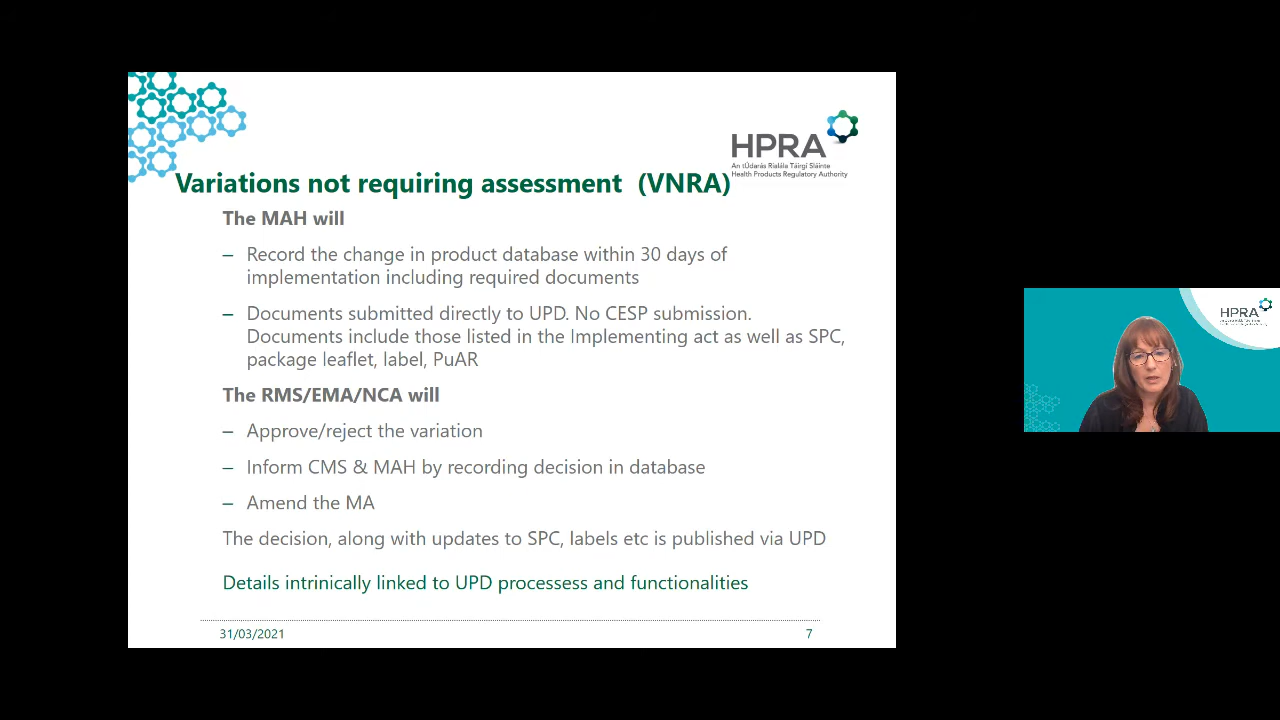 HPRA
An tÚdarás Rialála Táirgí Sláinte
Health Products Regulatory Authority
Variations not requiring assessment (VNRA)
The MAH will
– Record the change in product database within 30 days of
implementation including required documents
– Documents submitted directly to UPD. No CESP submission.
Documents include those listed in the Implementing act as well as SPC,
package leaflet, label, PuAR
The RMS/EMA/NCA will
– Approve/reject the variation
– Inform CMS & MAH by recording decision in database
– Amend the MA
The decision, along with updates to SPC, labels etc is published via UPD
Details intrinically linked to UPD processess and functionalities
31/03/2021
7
HPRA